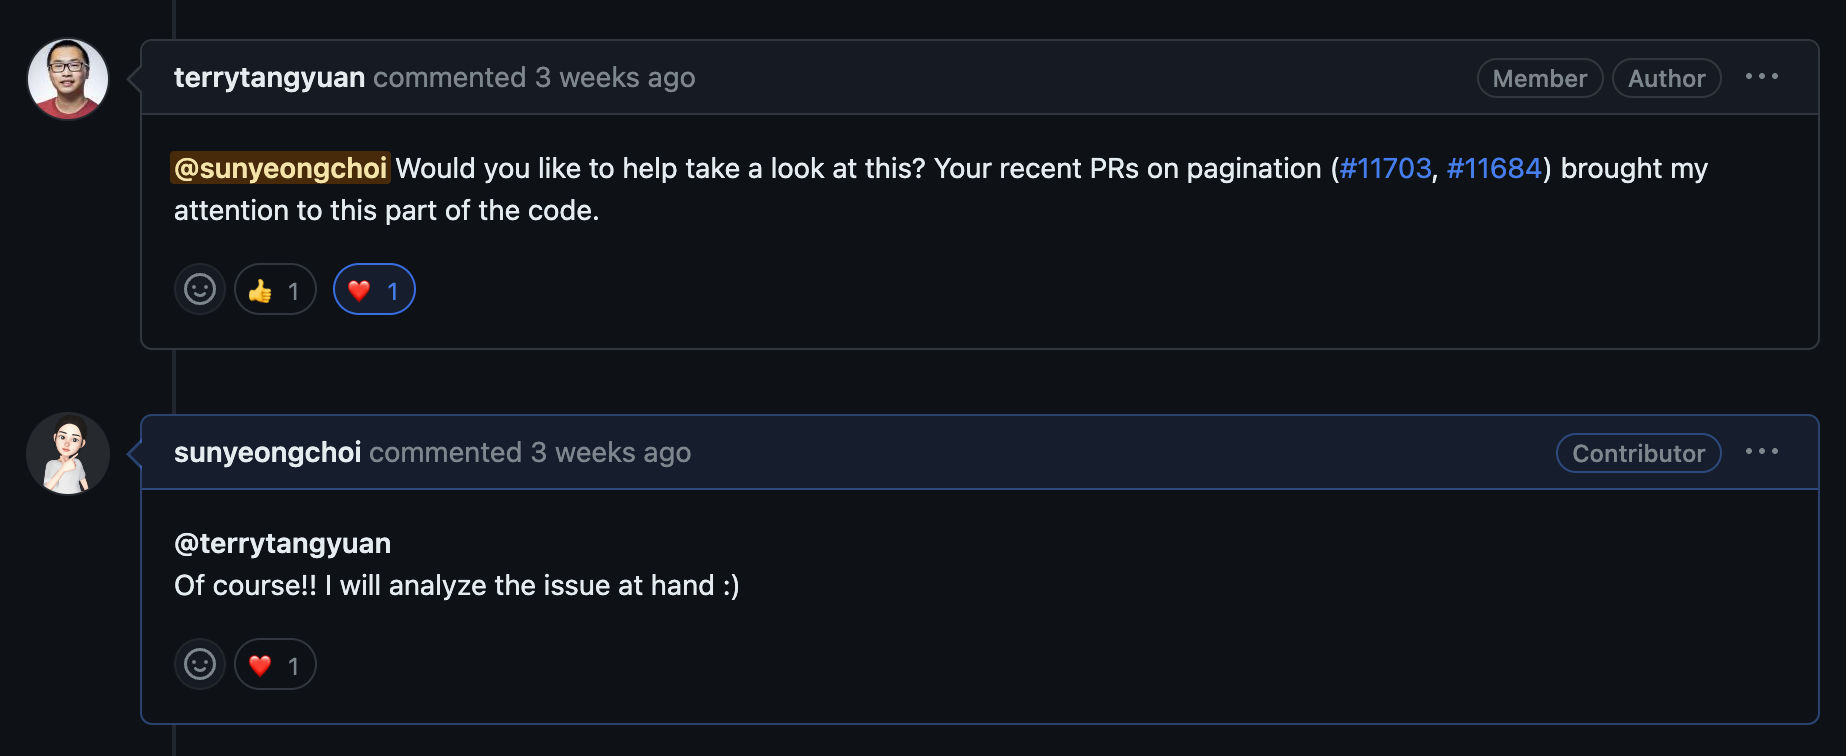 terrytangyuan commented 3 weeks ago Member Author ...
@sunyeongchoi Would you like to help take a look at this? Your recent PRs on pagination (#11703, #11684) brought my
attention to this part of the code.
👍 1 ❤️ 1
sunyeongchoi commented 3 weeks ago Contributor ...
@terrytangyuan
Of course!! I will analyze the issue at hand :)
❤️ 1